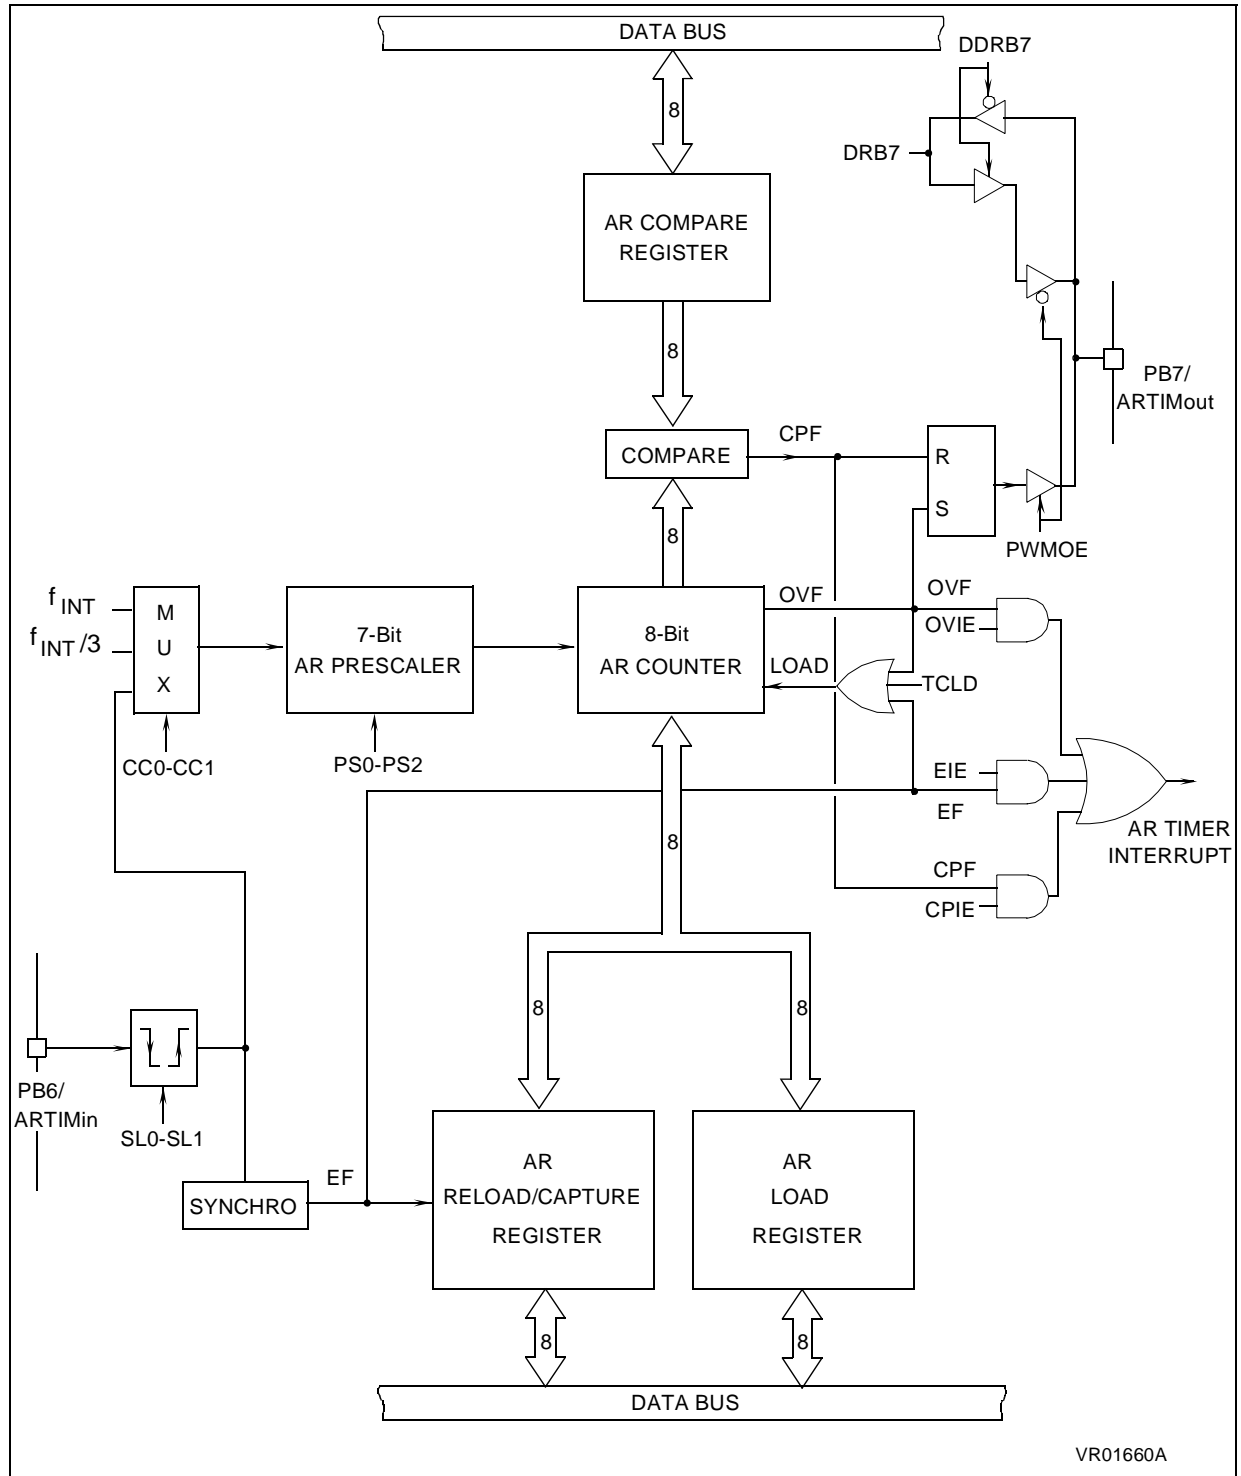 DATA BUS
DDRB7
8
DRB7
AR COMPARE
REGISTER
8
PB7/
ARTIMout
CPF
COMPARE
R
S
8
PWMOE
f INT
f INT /3
M
U
X
7-Bit
AR PRESCALER
8-Bit
AR COUNTER
OVF
OVF
OVIE
LOAD
TCLD
CC0-CC1
PS0-PS2
EIE
EF
AR TIMER
INTERRUPT
8
CPF
CPIE
8
8
PB6/
ARTIMin
SL0-SL1
SYNCHRO
EF
AR
RELOAD/CAPTURE
REGISTER
AR
LOAD
REGISTER
8
8
DATA BUS
VR01660A